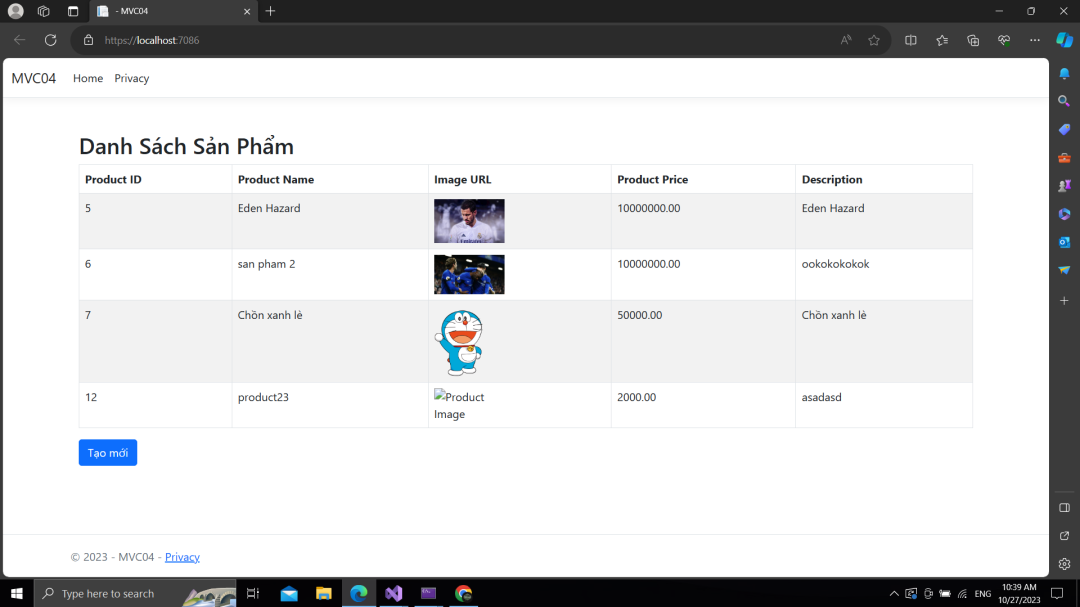 - MVC04
https://localhost:7086
MVC04 Home Privacy
Danh Sách Sản Phẩm
Product ID Product Name Image URL Product Price Description
5 Eden Hazard 10000000.00 Eden Hazard
6 san pham 2 10000000.00 ookokokokok
7 Chồn xanh lè 50000.00 Chồn xanh lè
12 product23 Product 2000.00 asadasd
Image
Tạo mới
© 2023 - MVC04 - Privacy
Type here to search
ENG
10:39 AM
10/27/2023